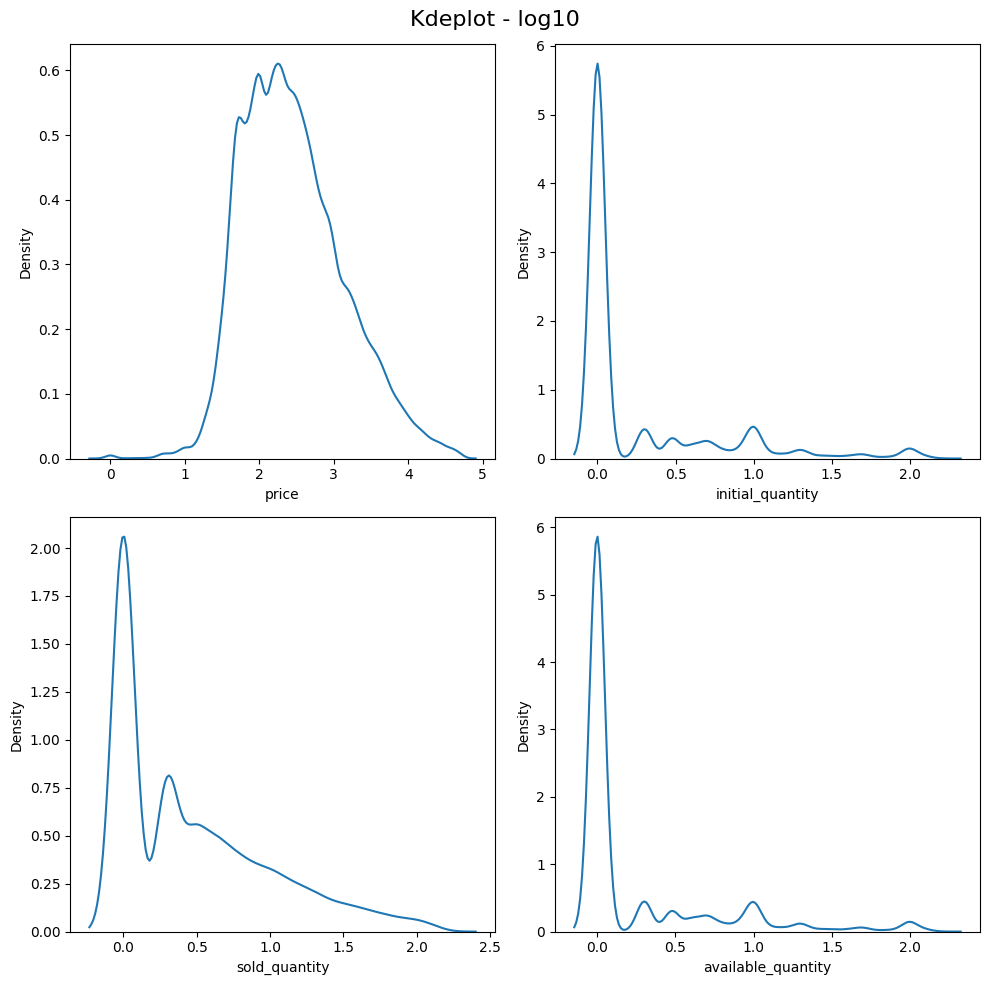 Kdeplot - log10
Density
0.6
0.5
0.4
0.3
0.2
0.1
0.0
0 1 2 3 4 5
price
Density
6
5
4
3
2
1
0
0.0 0.5 1.0 1.5 2.0
initial_quantity
Density
2.00
1.75
1.50
1.25
1.00
0.75
0.50
0.25
0.00
0.0 0.5 1.0 1.5 2.0 2.5
sold_quantity
Density
6
5
4
3
2
1
0
0.0 0.5 1.0 1.5 2.0
available_quantity